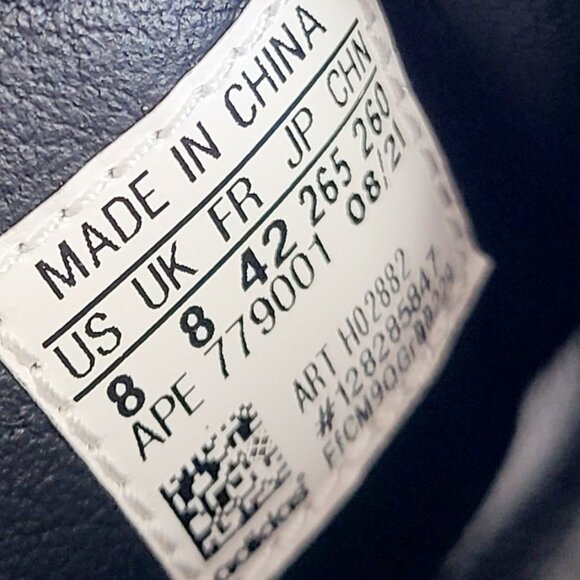 MADE IN CHINA
US UK FR JP CHN
8 8 42 265 260
APE 779001 08/21
ART H02882
#128285847
adidas